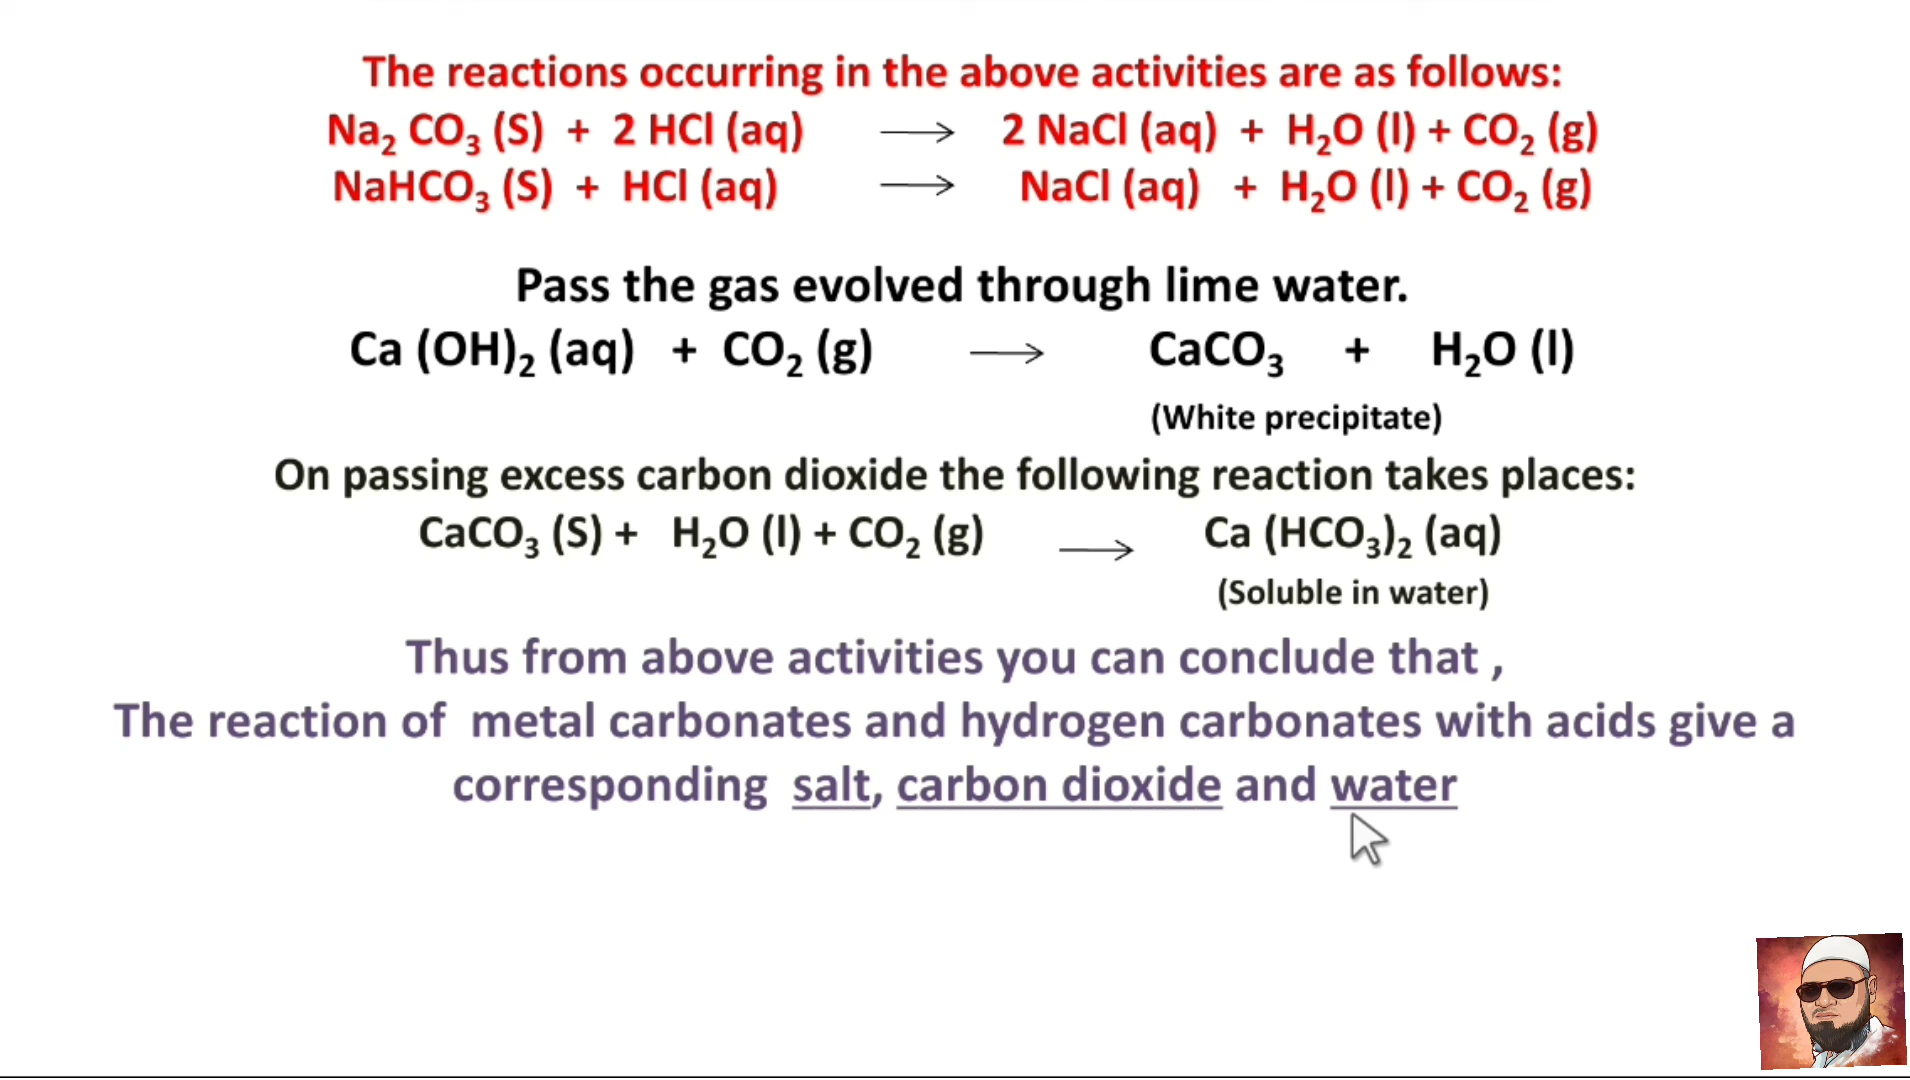 The reactions occurring in the above activities are as follows:
Na₂ CO₃ (S) + 2 HCl (aq) → 2 NaCl (aq) + H₂O (l) + CO₂ (g)
NaHCO₃ (S) + HCl (aq) → NaCl (aq) + H₂O (l) + CO₂ (g)
Pass the gas evolved through lime water.
Ca (OH)₂ (aq) + CO₂ (g) → CaCO₃ + H₂O (l)
(White precipitate)
On passing excess carbon dioxide the following reaction takes places:
CaCO₃ (S) + H₂O (l) + CO₂ (g) → Ca (HCO₃)₂ (aq)
(Soluble in water)
Thus from above activities you can conclude that ,
The reaction of metal carbonates and hydrogen carbonates with acids give a
corresponding salt, carbon dioxide and water